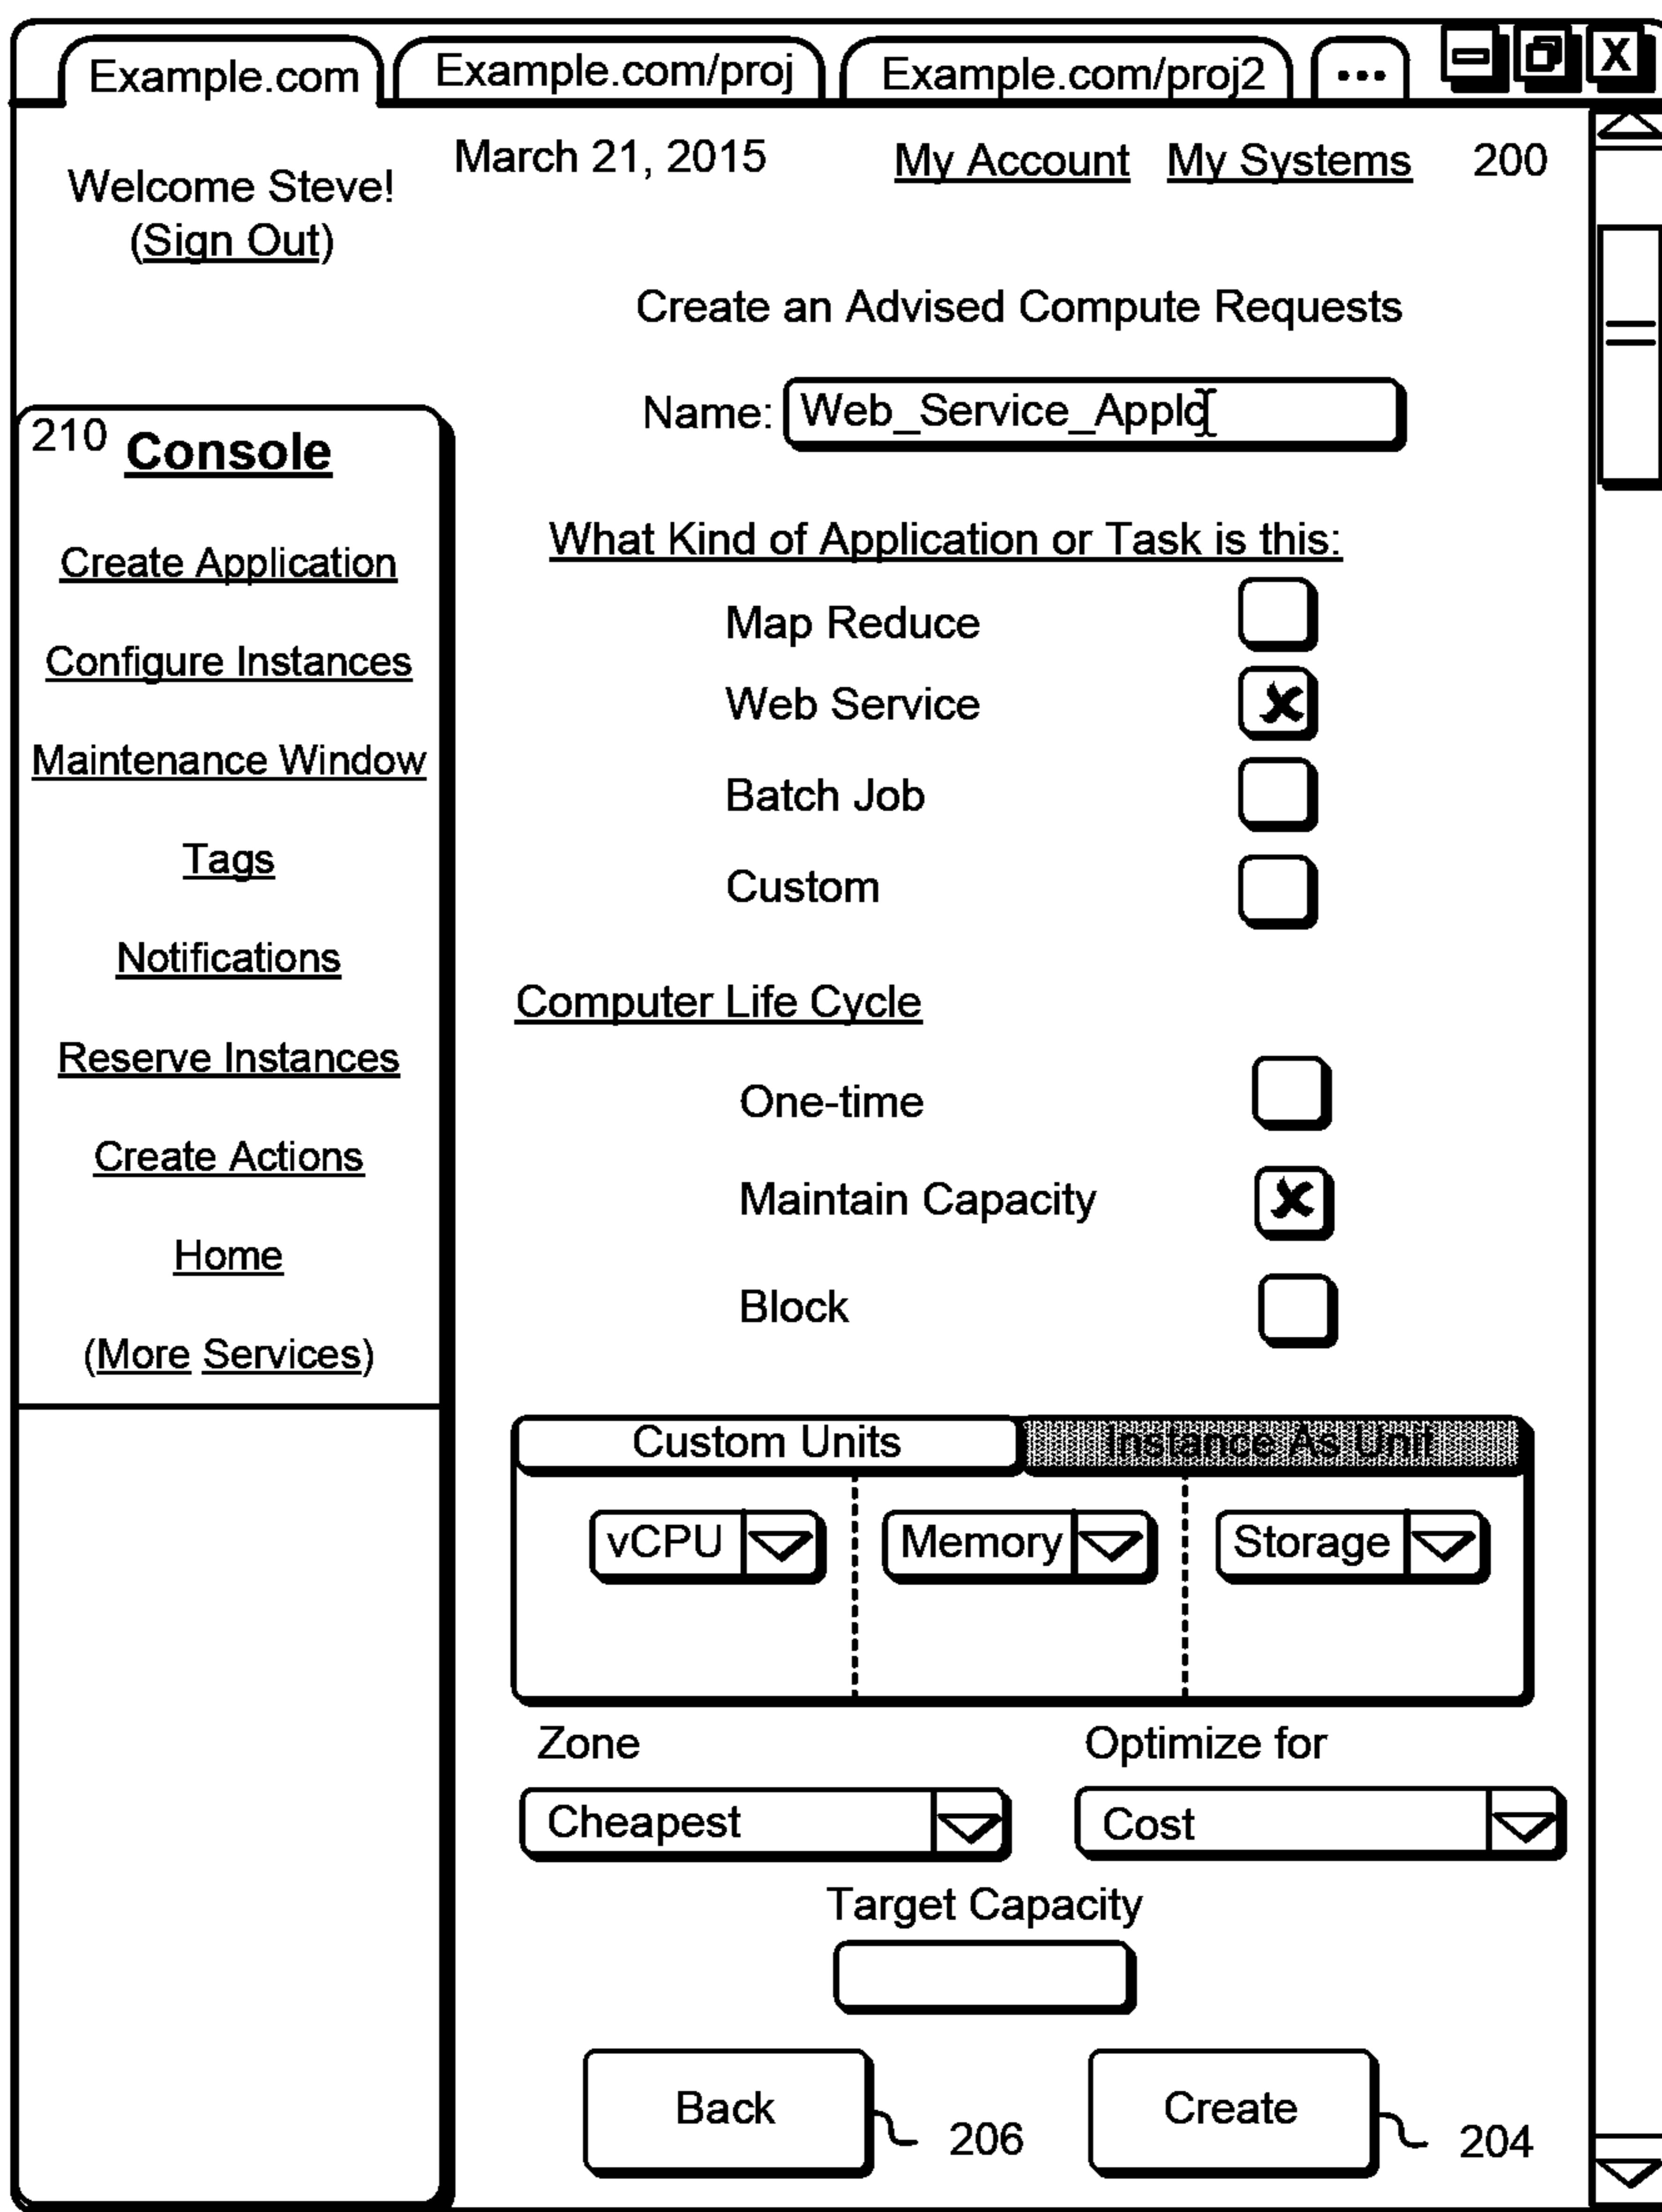 Example.com Example.com/proj Example.com/proj2 ... X
Welcome Steve!
(Sign Out)
March 21, 2015 My Account My Systems 200
Create an Advised Compute Requests
Name: Web_Service_Applc
What Kind of Application or Task is this:
Map Reduce
Web Service
Batch Job
Custom
Computer Life Cycle
One-time
Maintain Capacity
Block
Custom Units Instance As Unit
vCPU Memory Storage
Zone Optimize for
Cheapest Cost
Target Capacity
Back 206 Create 204
210 Console
Create Application
Configure Instances
Maintenance Window
Tags
Notifications
Reserve Instances
Create Actions
Home
(More Services)